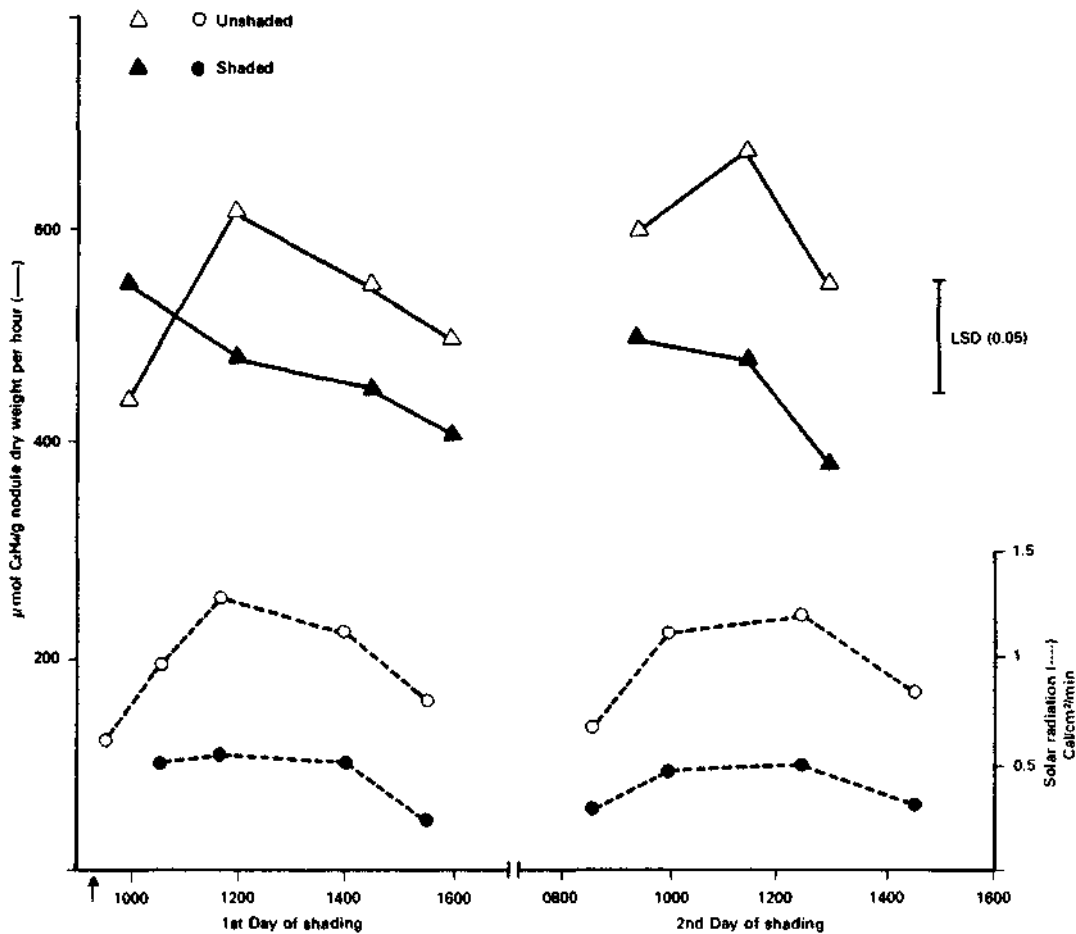 Unshaded
Shaded
600
400
200
μmol C₂H₄/g nodule dry weight per hour (——)
LSD (0.05)
1.5
1
0.5
Solar radiation (----)
Cal/cm²/min
1000 1200 1400 1600 0800 1000 1200 1400 1600
1st Day of shading 2nd Day of shading